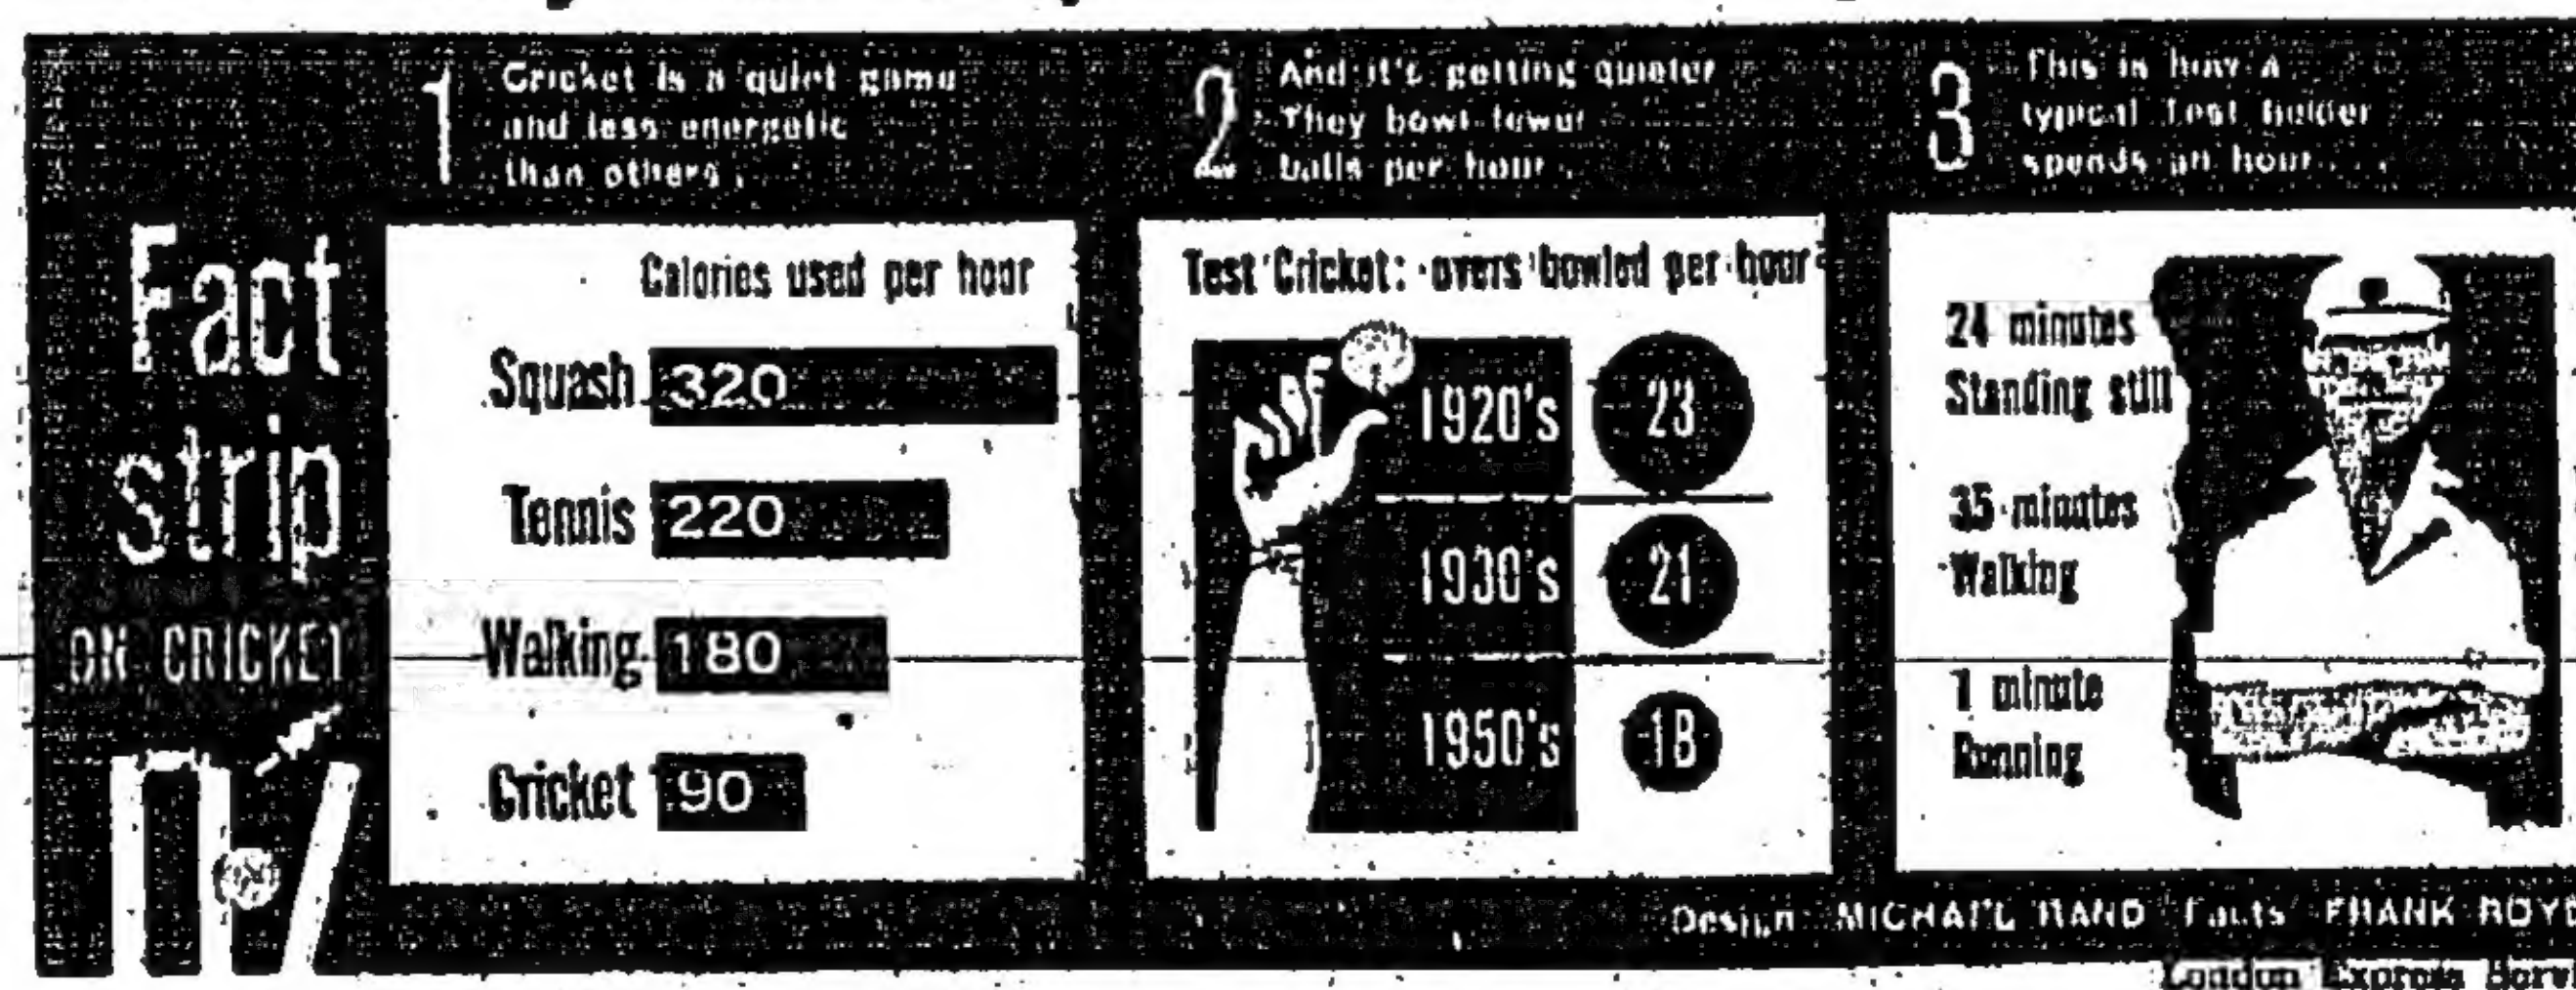 Fact
strip
ON CRICKET
1 Cricket is a quiet game
and less energetic
than others.
Calories used per hour
Squash 320
Tennis 220
Walking 180
Cricket 90
2 And it's getting quieter
They bowl fewer
balls per hour.
Test Cricket: overs bowled per hour
1920's 23
1930's 21
1950's 18
3 This is how a
typical Test fielder
spends an hour...
24 minutes
Standing still
35 minutes
Walking
1 minute
Running
Design MICHAEL RAND Facts FRANK
London Express